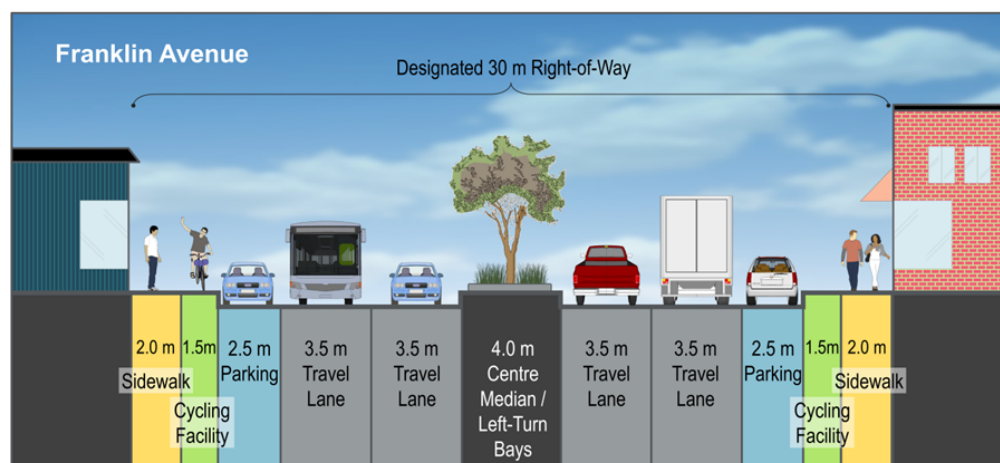 Franklin Avenue
Designated 30 m Right-of-Way
2.0 m
Sidewalk
1.5m
Cycling
Facility
2.5 m
Parking
3.5 m
Travel
Lane
3.5 m
Travel
Lane
4.0 m
Centre
Median /
Left-Turn
Bays
3.5 m
Travel
Lane
3.5 m
Travel
Lane
2.5 m
Parking
1.5m
Cycling
Facility
2.0 m
Sidewalk